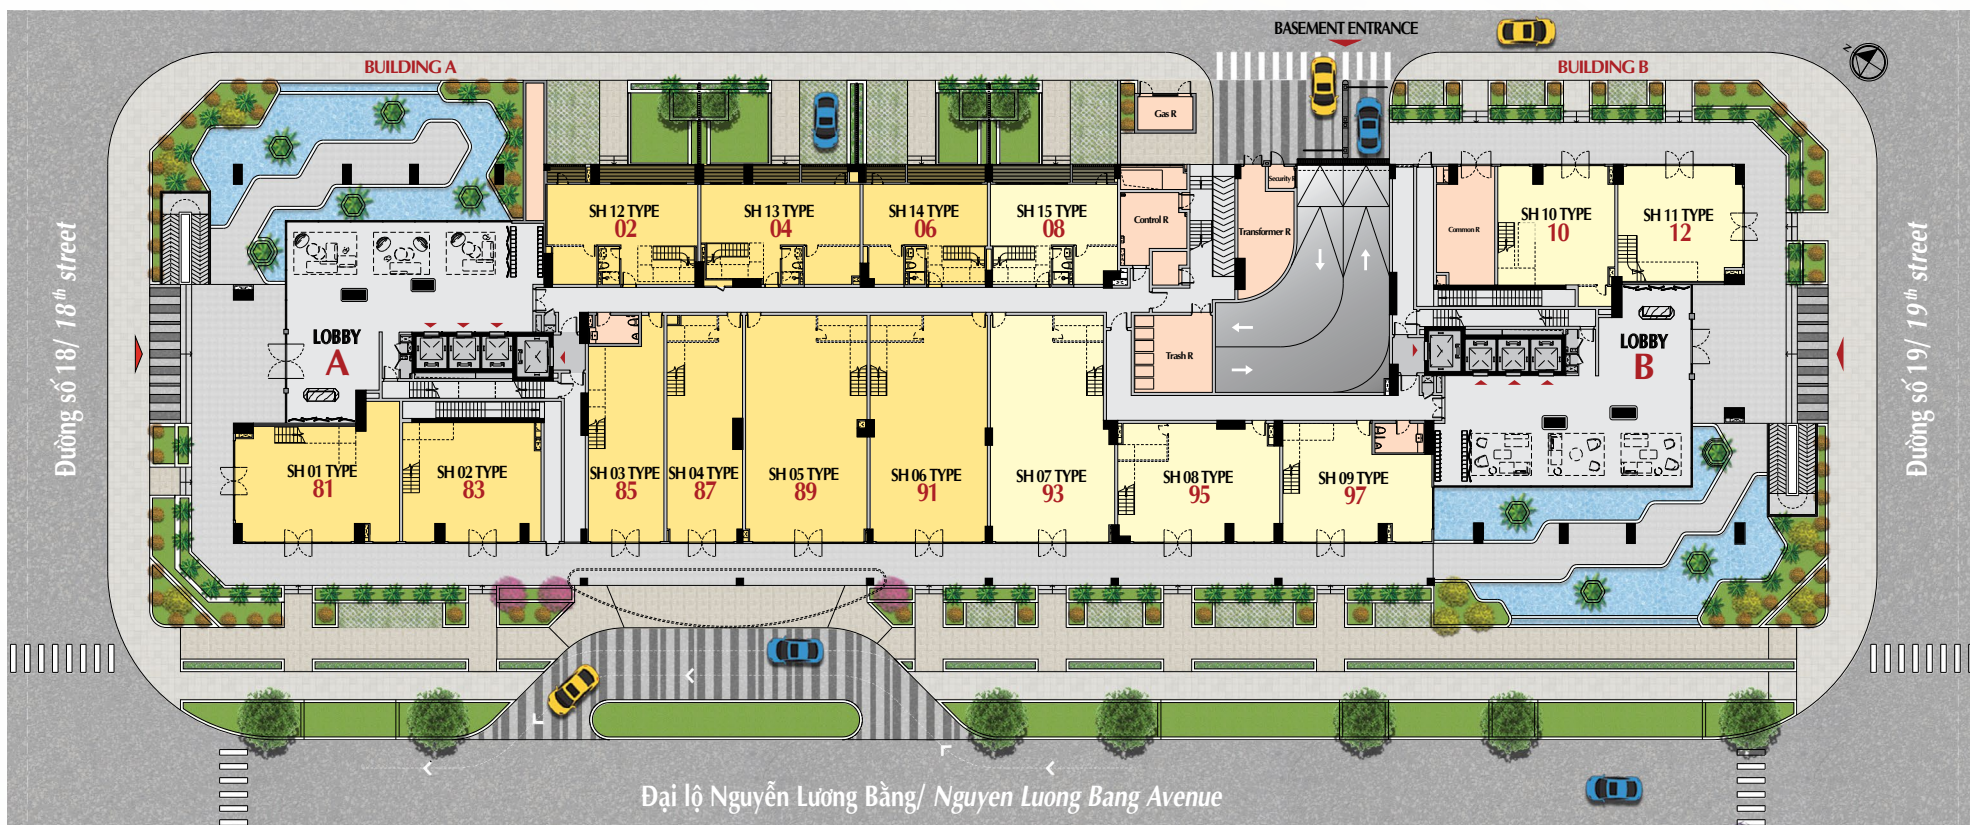 BASEMENT ENTRANCE
BUILDING A
BUILDING B
N
Gas R
Security R
SH 12 TYPE
02
SH 13 TYPE
04
SH 14 TYPE
06
SH 15 TYPE
08
Control R
Transformer R
Common R
SH 10 TYPE
10
SH 11 TYPE
12
LOBBY
A
Trash R
LOBBY
B
SH 01 TYPE
81
SH 02 TYPE
83
SH 03 TYPE
85
SH 04 TYPE
87
SH 05 TYPE
89
SH 06 TYPE
91
SH 07 TYPE
93
SH 08 TYPE
95
SH 09 TYPE
97
Đường số 18/ 18th street
Đường số 19/ 19th street
Đại lộ Nguyễn Lương Bằng/ Nguyen Luong Bang Avenue